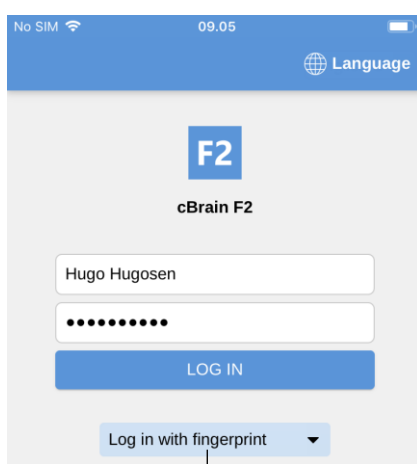 No SIM 09.05
Language
F2
cBrain F2
Hugo Hugosen
●●●●●●●●●●
LOG IN
Log in with fingerprint